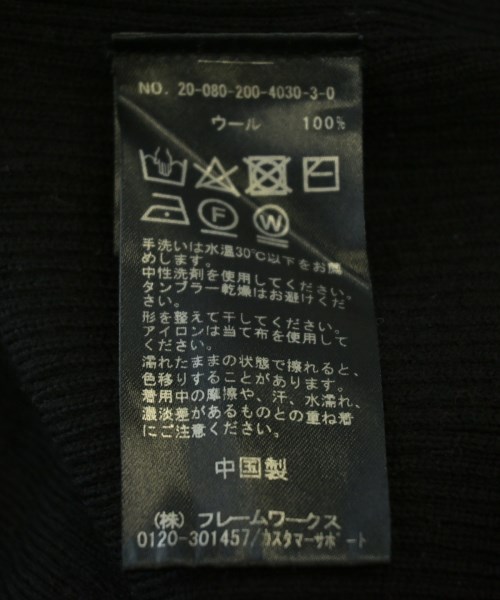 NO. 20-080-200-4030-3-0
ウール 100%
F W
手洗いは水温30℃以下をお薦
めします。
中性洗剤を使用してください。
タンブラー乾燥はお避けくだ
さい。
形を整えて干してください。
アイロンは当て布を使用して
ください。
濡れたままの状態で擦れると、
色移りすることがあります。
着用中の摩擦や、汗、水濡れ、
濃淡差があるものとの重ね着
にご注意ください。
中国製
(株) フレームワークス
0120-301457/カスタマーサポート